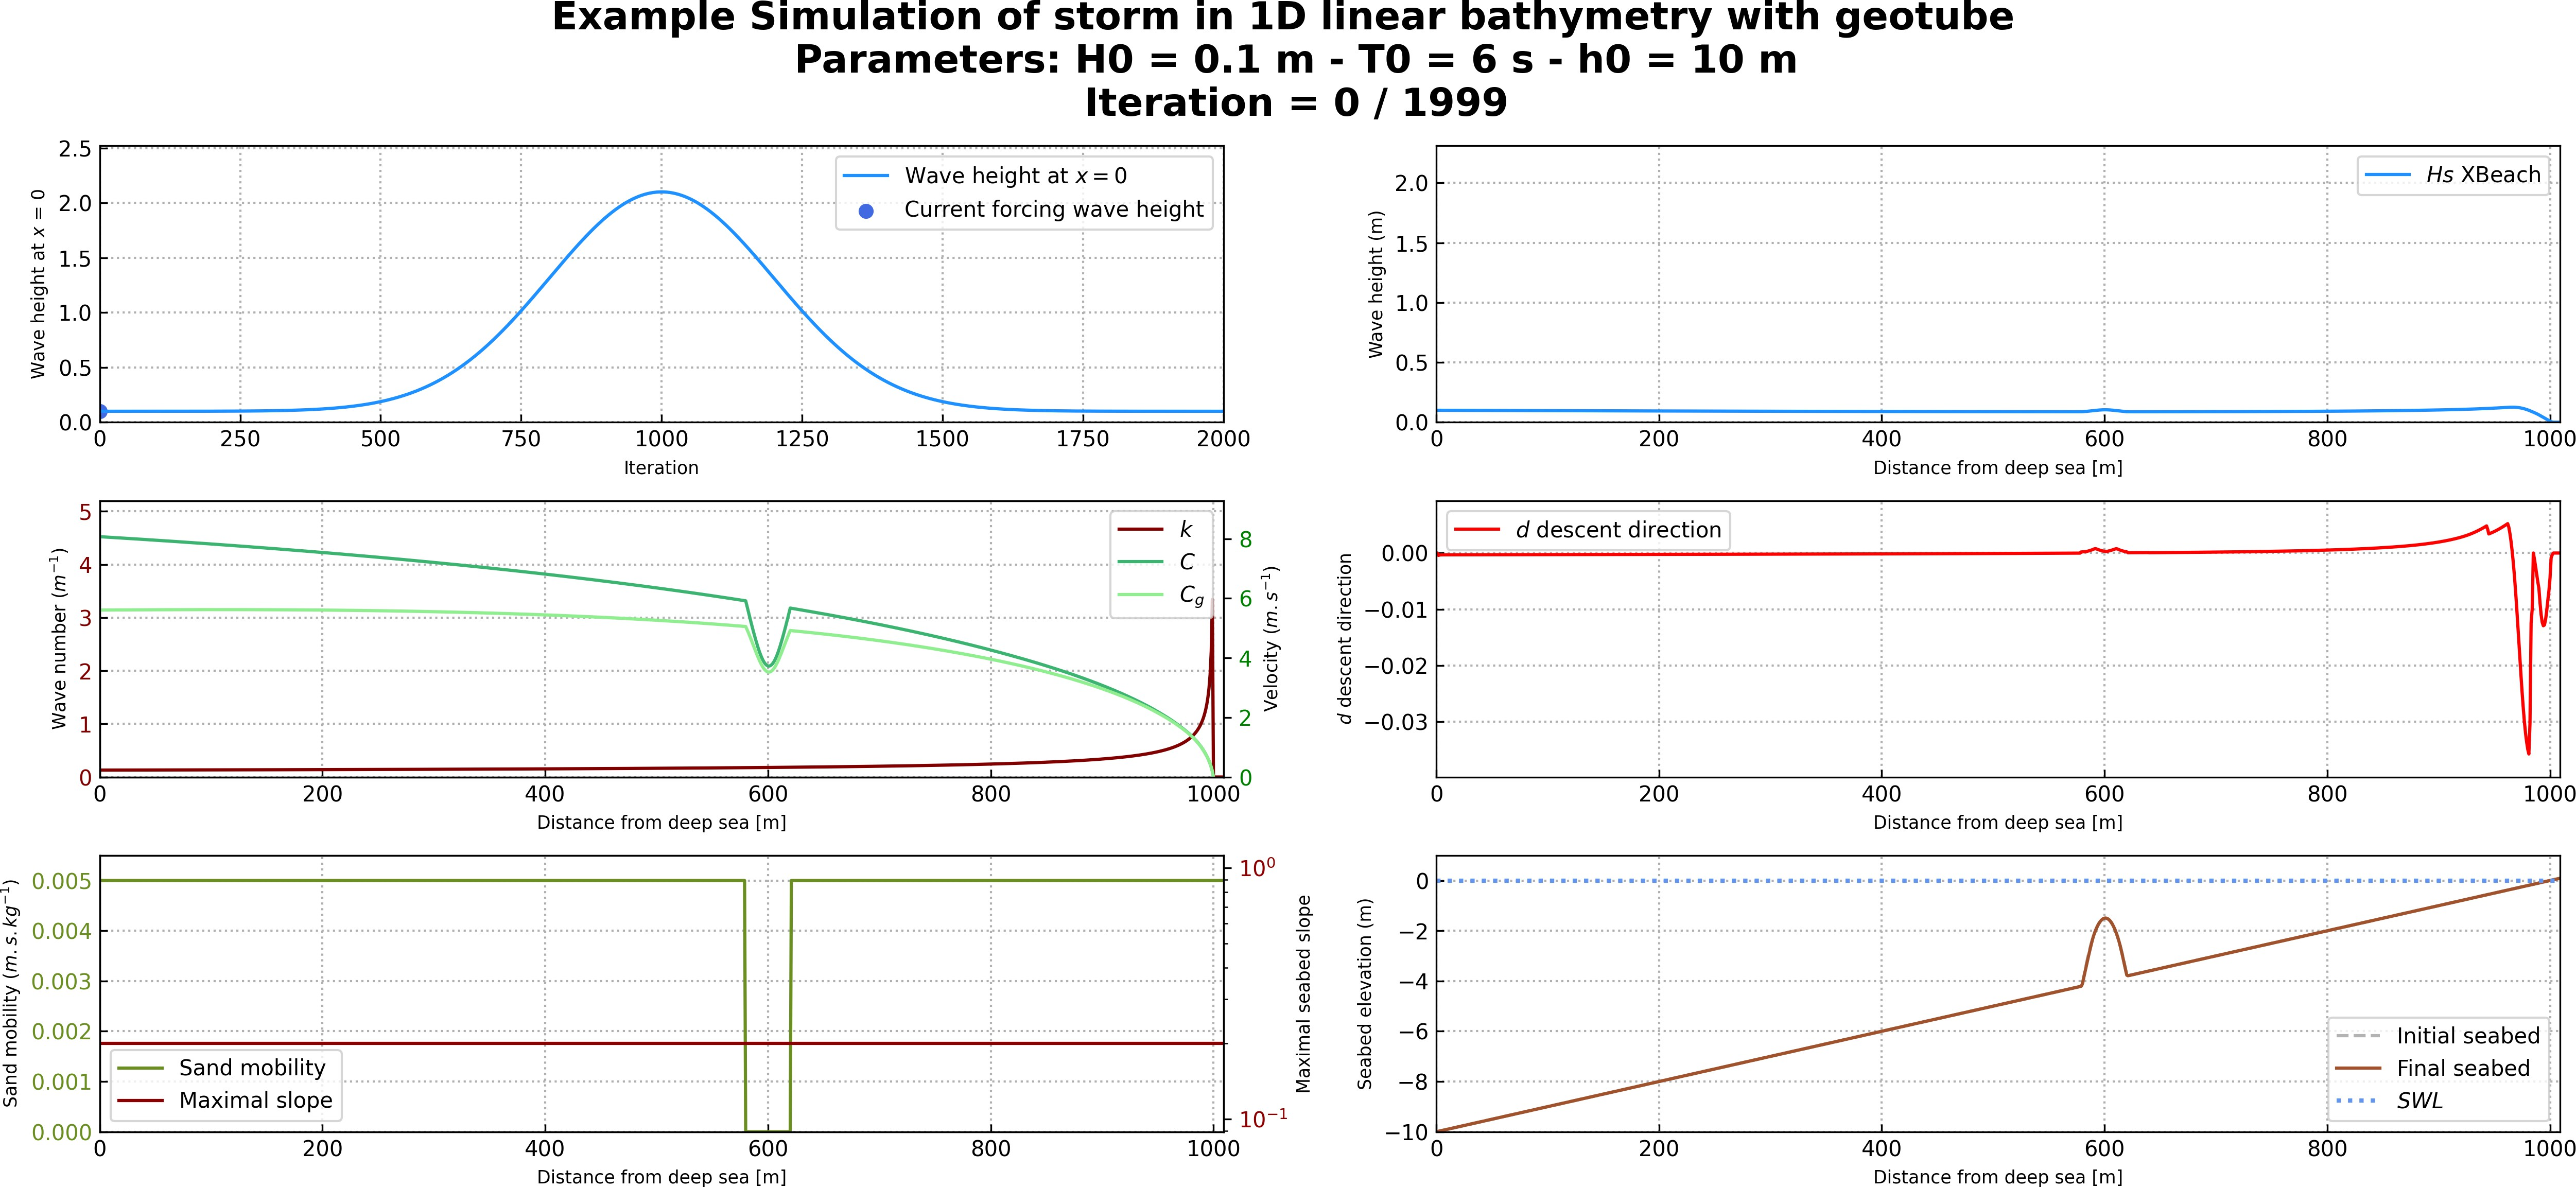 Example Simulation of storm in 1D linear bathymetry with geotube
Parameters: H0 = 0.1 m - T0 = 6 s - h0 = 10 m
Iteration = 0 / 1999
Wave height at x = 0
2.5
2.0
1.5
1.0
0.5
0.0
Wave height at x = 0
Current forcing wave height
0 250 500 750 1000 1250 1500 1750 2000
Iteration
Wave height (m)
2.0
1.5
1.0
0.5
0.0
Hs XBeach
0 200 400 600 800 1000
Distance from deep sea [m]
Wave number (m⁻¹)
5
4
3
2
1
0
k
C
C_g
8
6
4
2
0
Velocity (m.s⁻¹)
0 200 400 600 800 1000
Distance from deep sea [m]
d descent direction
0.00
−0.01
−0.02
−0.03
d descent direction
0 200 400 600 800 1000
Distance from deep sea [m]
Sand mobility (m.s.kg⁻¹)
0.005
0.004
0.003
0.002
0.001
0.000
Sand mobility
Maximal slope
10⁰
10⁻¹
Maximal seabed slope
0 200 400 600 800 1000
Distance from deep sea [m]
Seabed elevation (m)
0
−2
−4
−6
−8
−10
Initial seabed
Final seabed
SWL
0 200 400 600 800 1000
Distance from deep sea [m]